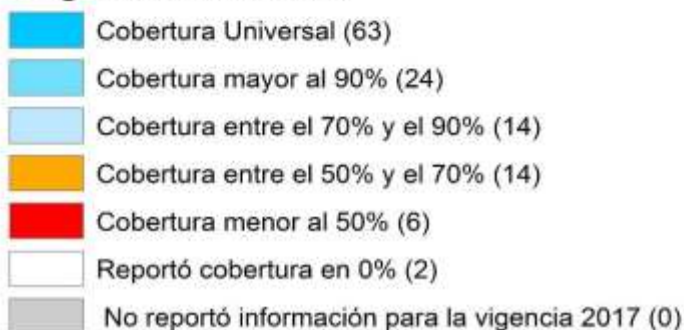 Cobertura Universal (63)
Cobertura mayor al 90% (24)
Cobertura entre el 70% y el 90% (14)
Cobertura entre el 50% y el 70% (14)
Cobertura menor al 50% (6)
Reportó cobertura en 0% (2)
No reportó información para la vigencia 2017 (0)